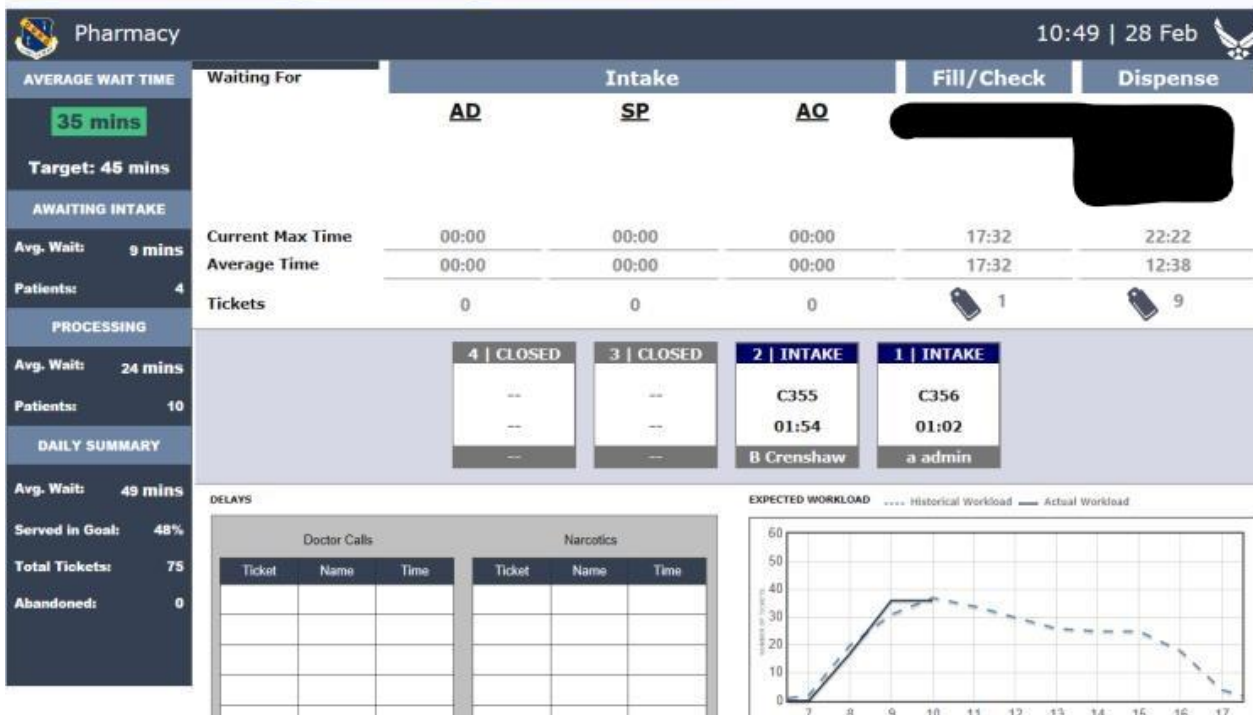 Pharmacy
10:49 | 28 Feb
AVERAGE WAIT TIME
35 mins
Target: 45 mins
AWAITING INTAKE
Avg. Wait: 9 mins
Patients: 4
PROCESSING
Avg. Wait: 24 mins
Patients: 10
DAILY SUMMARY
Avg. Wait: 49 mins
Served in Goal: 48%
Total Tickets: 75
Abandoned: 0
Waiting For Intake Fill/Check Dispense
AD SP AO
Current Max Time 00:00 00:00 00:00 17:32 22:22
Average Time 00:00 00:00 00:00 17:32 12:38
Tickets 0 0 0 1 9
4 | CLOSED 3 | CLOSED 2 | INTAKE 1 | INTAKE
-- -- C355 C356
-- -- 01:54 01:02
-- -- B Crenshaw a admin
DELAYS
Doctor Calls Narcotics
Ticket Name Time Ticket Name Time
EXPECTED WORKLOAD Historical Workload Actual Workload
NUMBER OF TICKETS
60
50
40
30
20
10
0
7 8 9 10 11 12 13 14 15 16 17